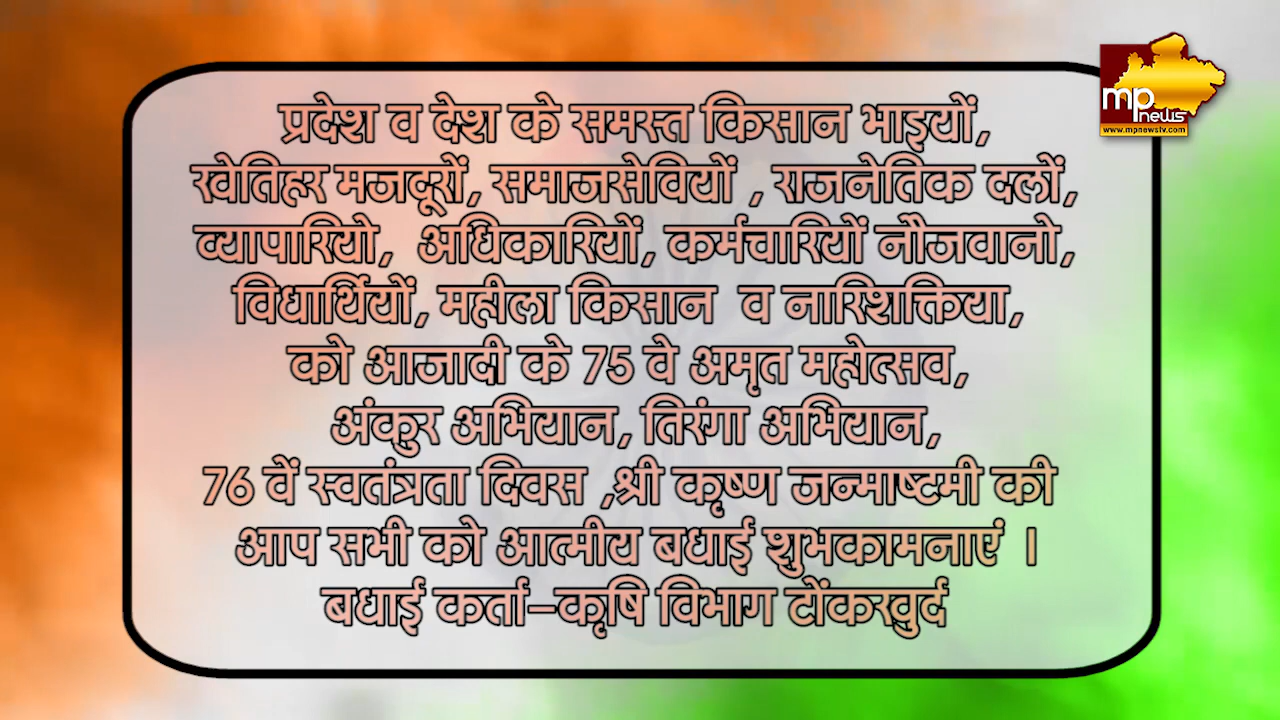 mp news
www.mpnewstv.com
प्रदेश व देश के समस्त किसान भाइयों,
खेतिहर मजदूरों, समाजसेवियों , राजनेतिक दलों,
व्यापारियो, अधिकारियों, कर्मचारियों नौजवानो,
विद्यार्थियों, महीला किसान व नारिशक्तिया,
को आजादी के 75 वे अमृत महोत्सव,
अंकुर अभियान, तिरंगा अभियान,
76 वें स्वतंत्रता दिवस ,श्री कृष्ण जन्माष्टमी की
आप सभी को आत्मीय बधाई शुभकामनाएं ।
बधाई कर्ता-कृषि विभाग टोंकखुर्द